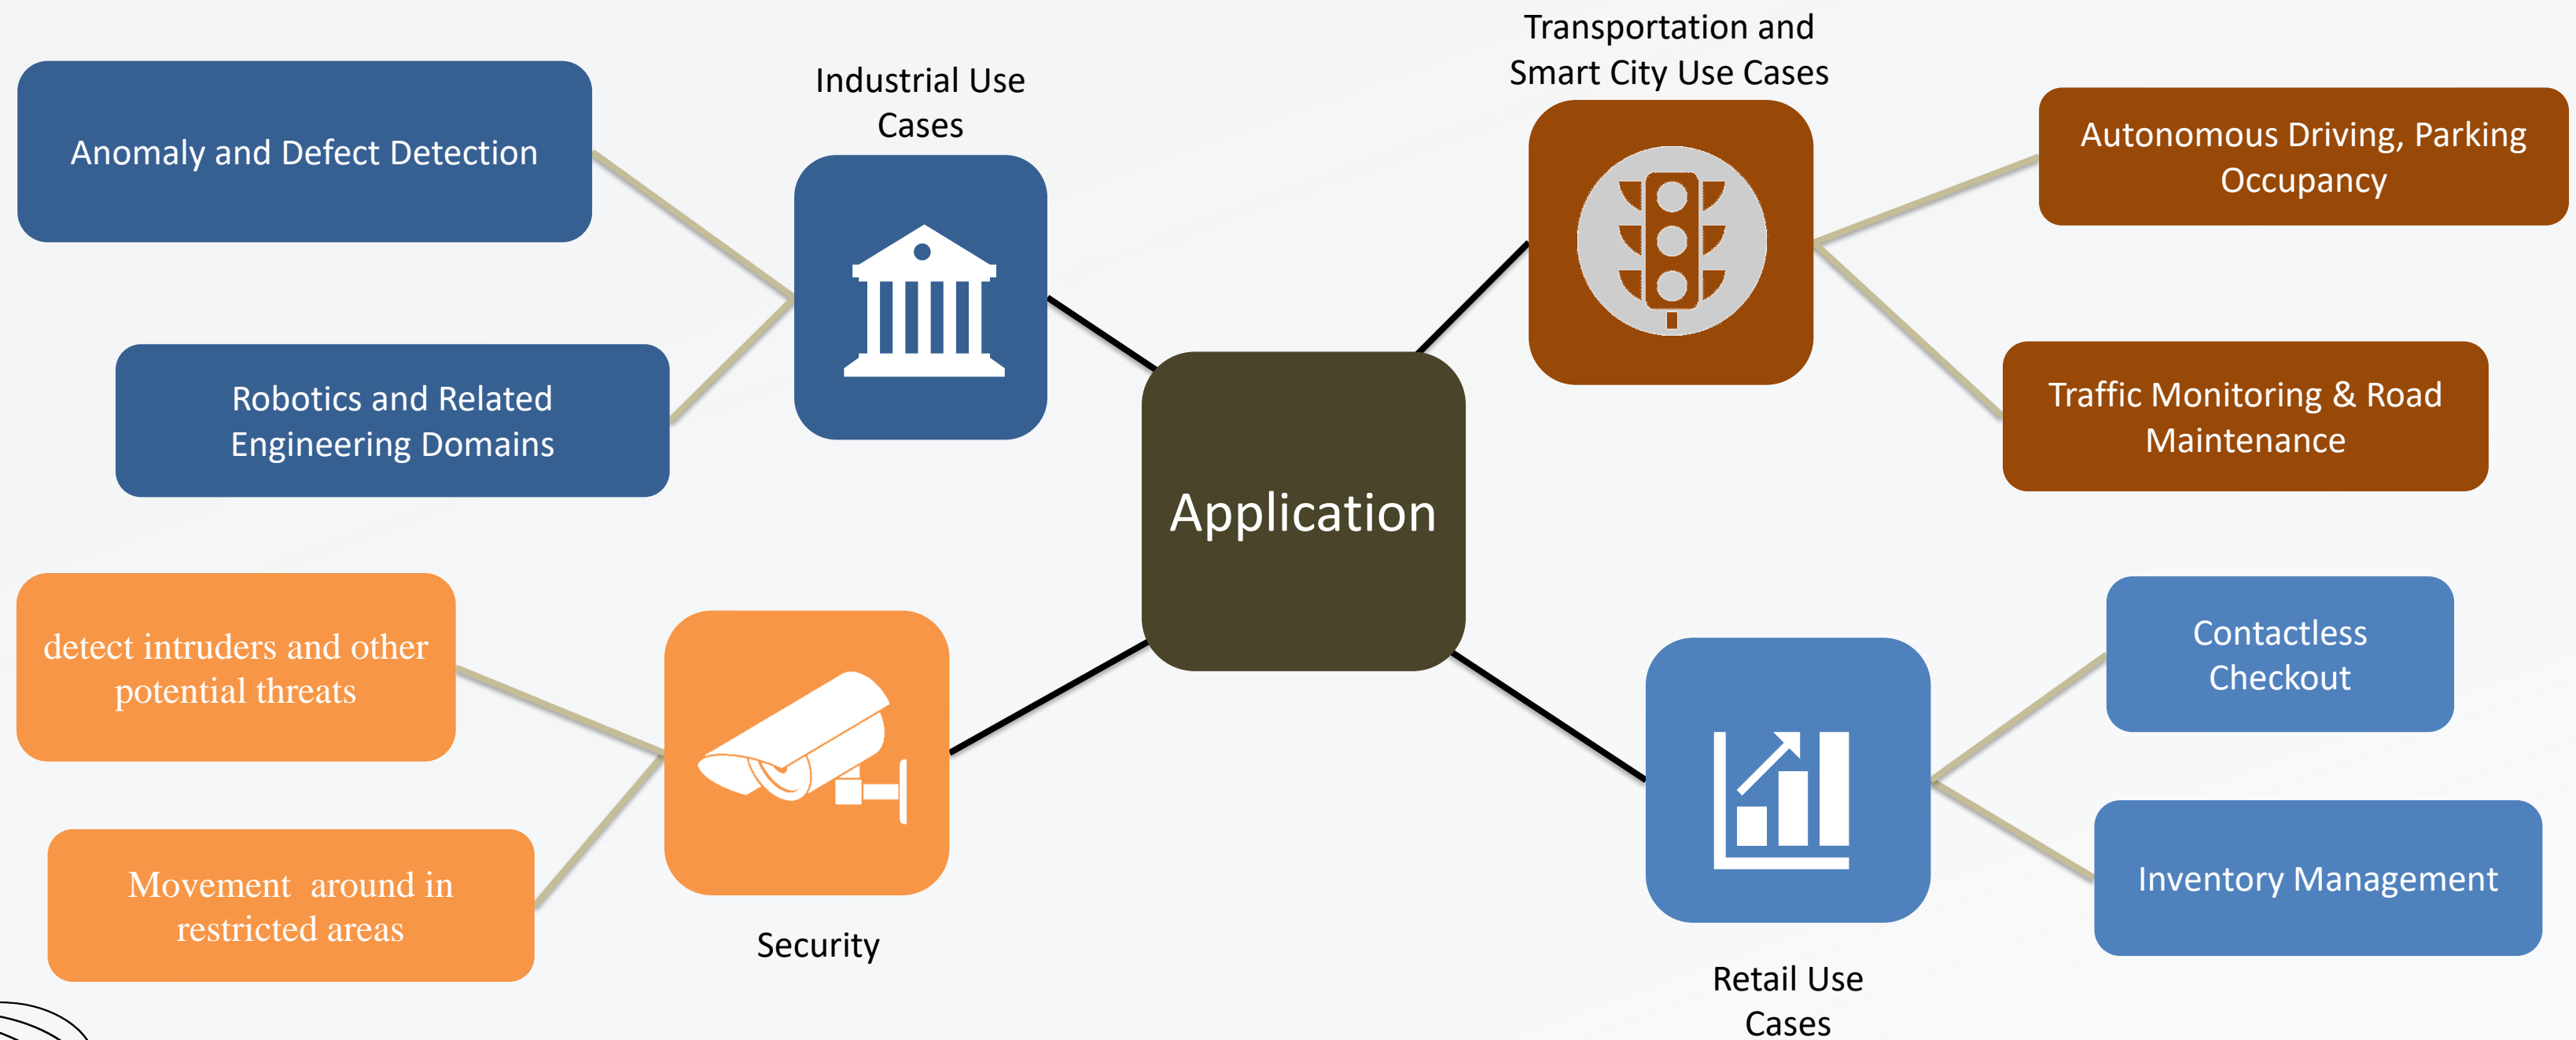 Transportation and
Smart City Use Cases
Industrial Use
Cases
Anomaly and Defect Detection
Autonomous Driving, Parking
Occupancy
Robotics and Related
Engineering Domains
Traffic Monitoring & Road
Maintenance
Application
detect intruders and other
potential threats
Contactless
Checkout
Movement  around in
restricted areas
Inventory Management
Security
Retail Use
Cases